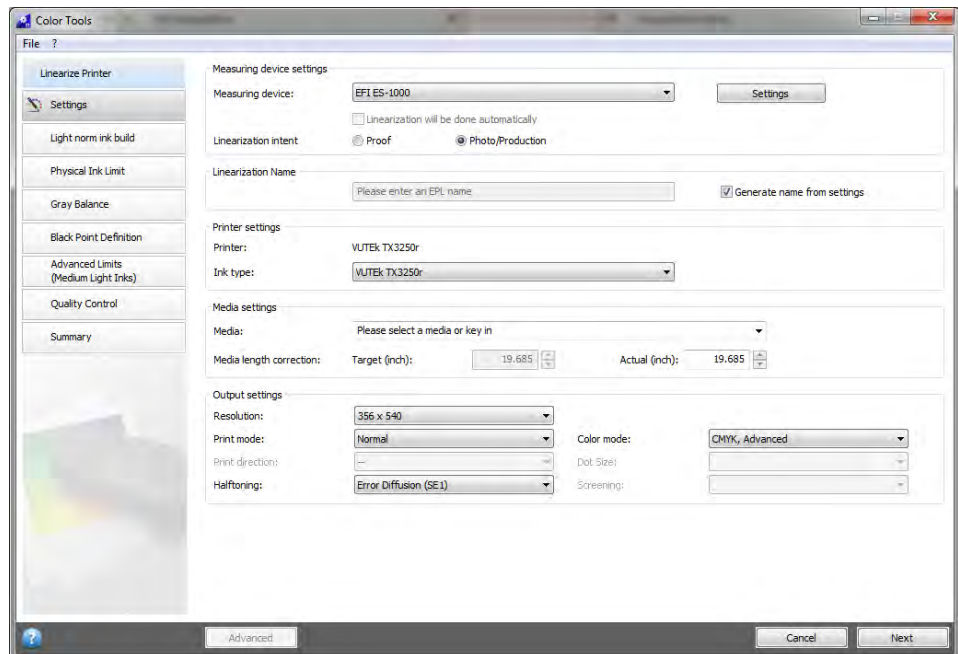 Color Tools
File ?
Linearize Printer
Settings
Light norm ink build
Physical Ink Limit
Gray Balance
Black Point Definition
Advanced Limits
(Medium Light Inks)
Quality Control
Summary
Measuring device settings
Measuring device: EFI ES-1000 Settings
Linearization will be done automatically
Linearization intent Proof Photo/Production
Linearization Name
Please enter an EPL name Generate name from settings
Printer settings
Printer: VUTEk TX3250r
Ink type: VUTEk TX3250r
Media settings
Media: Please select a media or key in
Media length correction: Target (inch): 19.685 Actual (inch): 19.685
Output settings
Resolution: 356 x 540
Print mode: Normal Color mode: CMYK, Advanced
Print direction: -- Dot Size:
Halftoning: Error Diffusion (SE1) Screening:
? Advanced Cancel Next